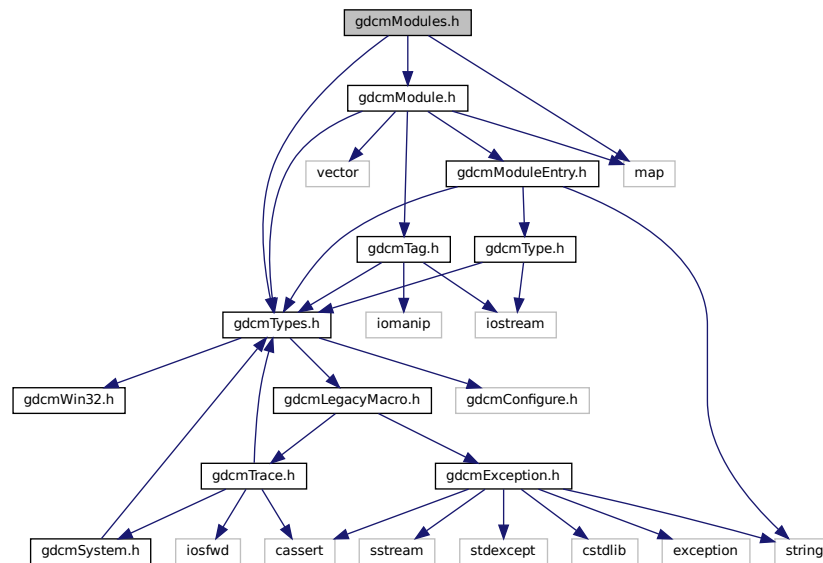 gdcmModules.h
gdcmModule.h
vector
gdcmModuleEntry.h
map
gdcmTag.h
gdcmType.h
gdcmTypes.h
iomanip
iostream
gdcmWin32.h
gdcmLegacyMacro.h
gdcmConfigure.h
gdcmTrace.h
gdcmException.h
gdcmSystem.h
iosfwd
cassert
sstream
stdexcept
cstdlib
exception
string